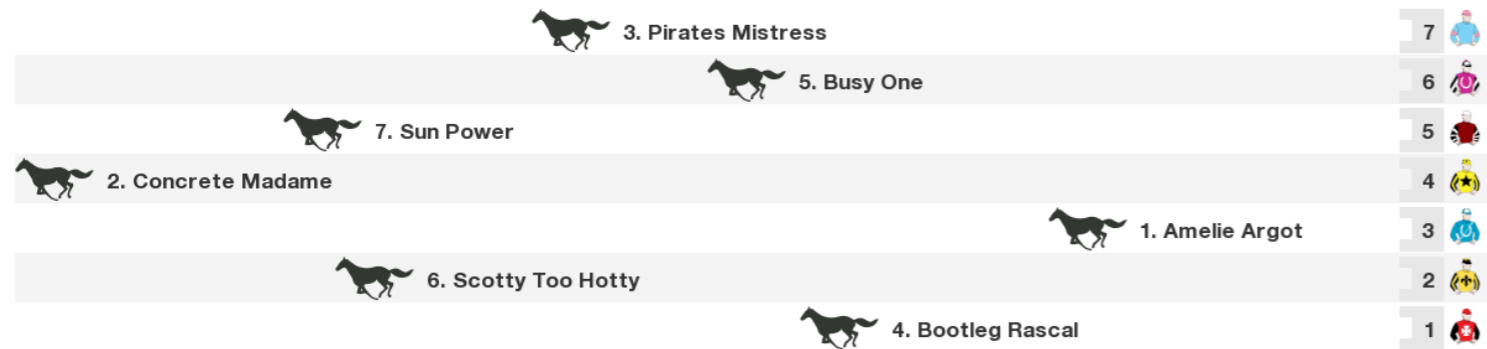 3. Pirates Mistress 7
5. Busy One 6
7. Sun Power 5
2. Concrete Madame 4
1. Amelie Argot 3
6. Scotty Too Hotty 2
4. Bootleg Rascal 1